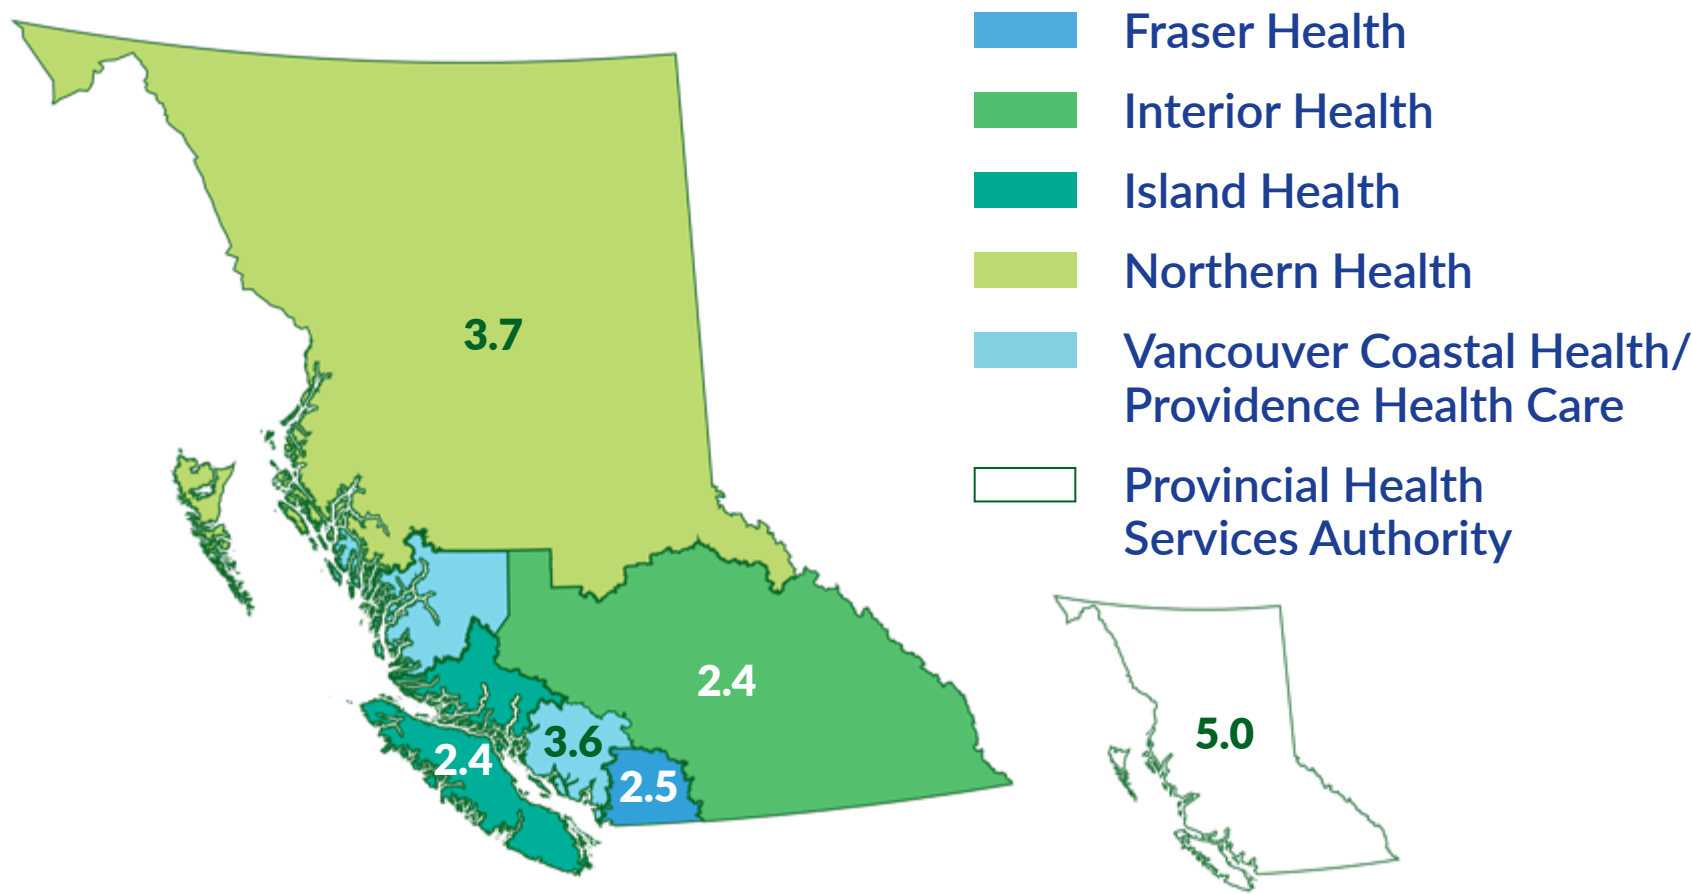 Fraser Health
Interior Health
Island Health
Northern Health
Vancouver Coastal Health/
Providence Health Care
Provincial Health
Services Authority
3.7
2.4
2.4
3.6
2.5
5.0